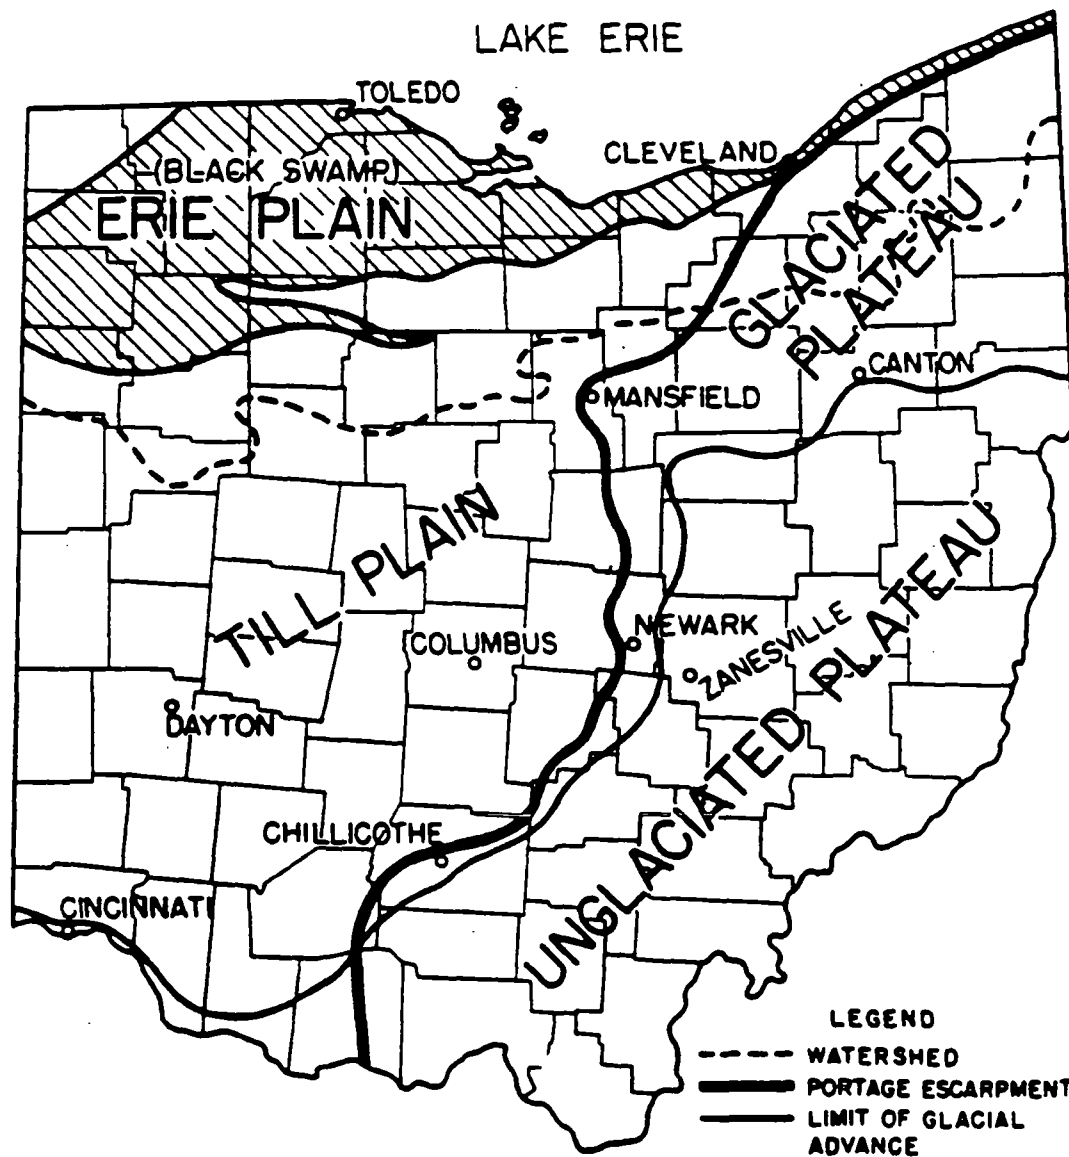 LAKE ERIE
TOLEDO
CLEVELAND
(BLACK SWAMP)
ERIE PLAIN
GLACIATED
PLATEAU
CANTON
MANSFIELD
TILL PLAIN
NEWARK
COLUMBUS
ZANESVILLE
DAYTON
UNGLACIATED PLATEAU
CHILLICOTHE
CINCINNATI
LEGEND
WATERSHED
PORTAGE ESCARPMENT
LIMIT OF GLACIAL
ADVANCE